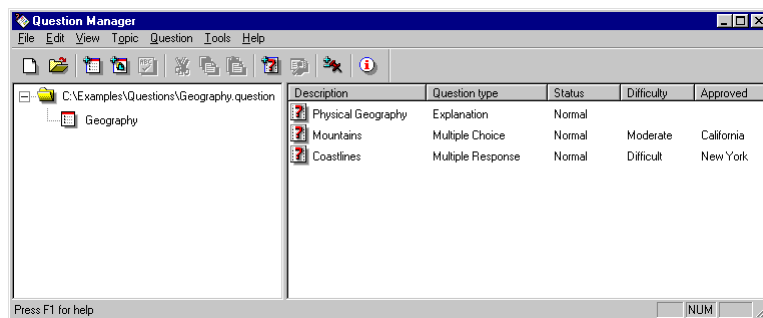 Question Manager
File Edit View Topic Question Tools Help
C:\Examples\Questions\Geography.question
Geography
Description Question type Status Difficulty Approved
Physical Geography Explanation Normal
Mountains Multiple Choice Normal Moderate California
Coastlines Multiple Response Normal Difficult New York
Press F1 for help NUM